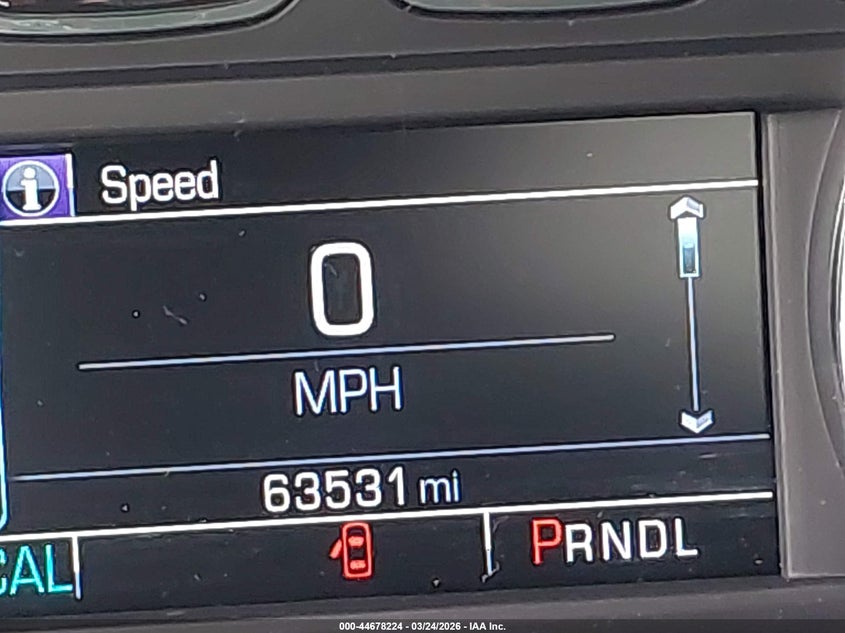 Speed
0
MPH
63531 mi
CAL
PRNDL
000-44678224 - 03/24/2026 - IAA Inc.